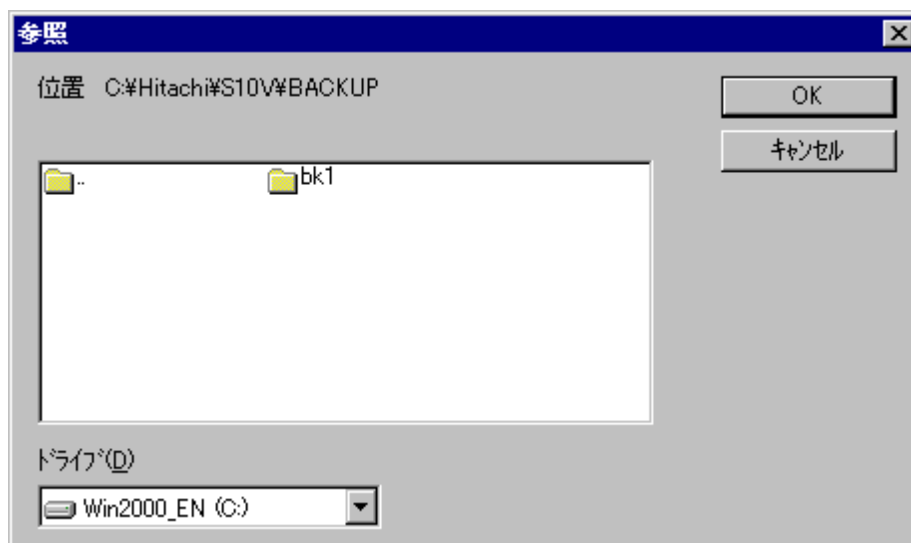 参照
位置 C:¥Hitachi¥S10V¥BACKUP
OK
キャンセル
..
bk1
ドライブ(D)
Win2000_EN (C:)